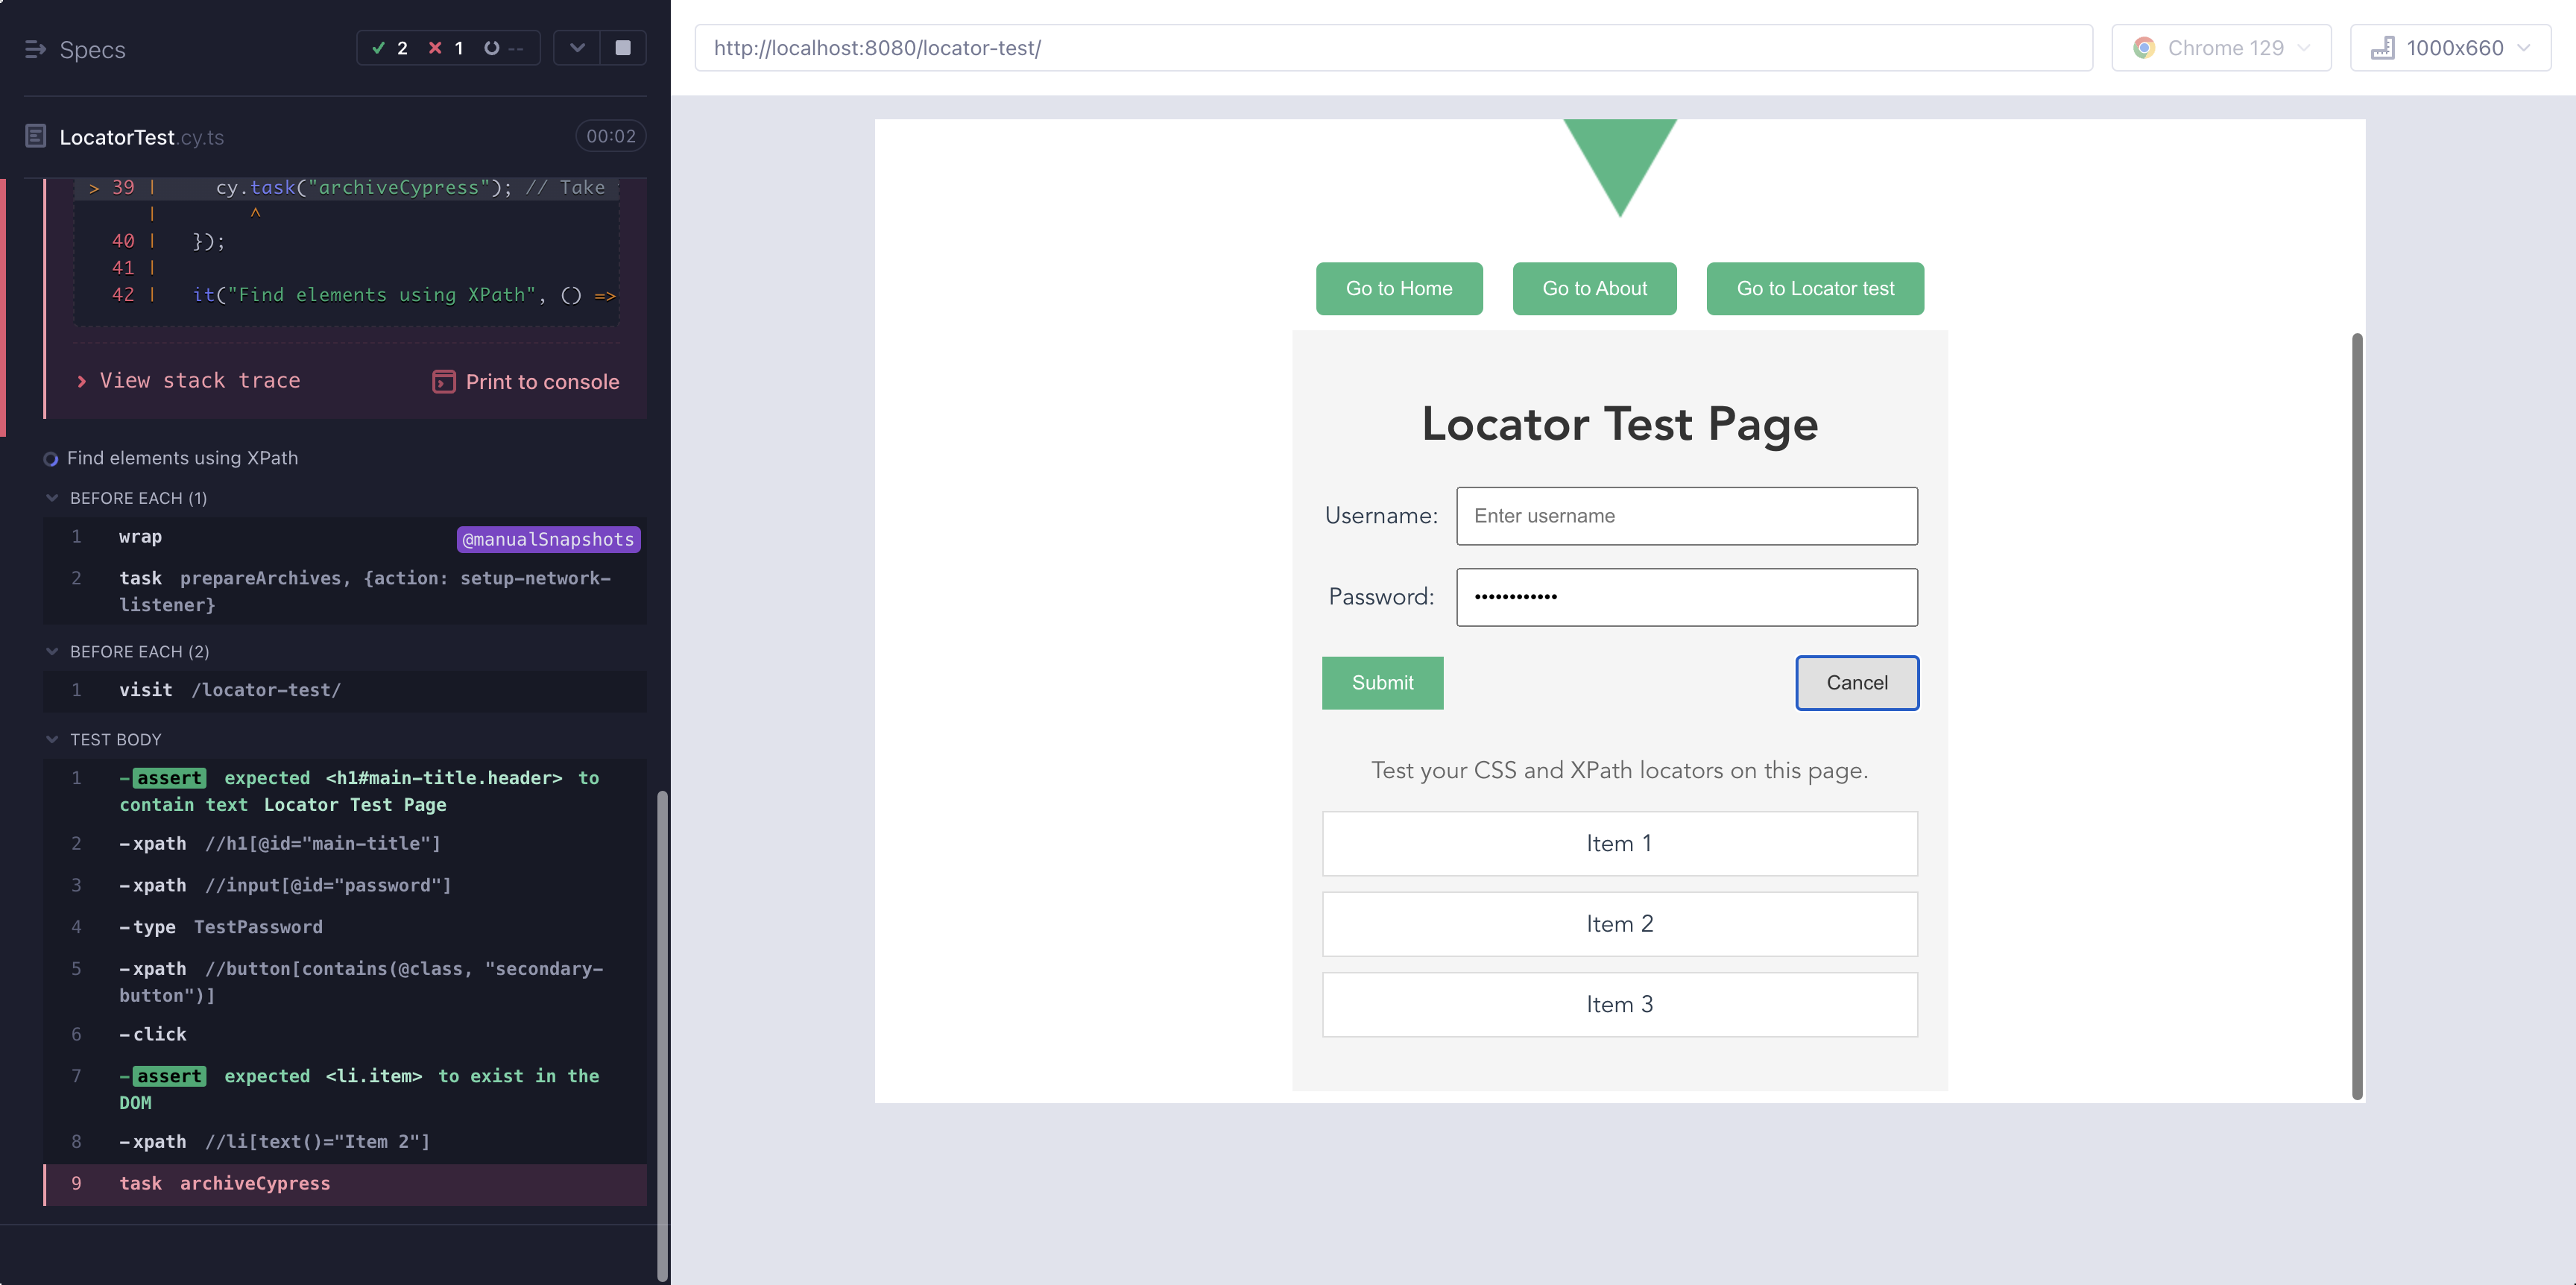 Specs
2 1 --
LocatorTest.cy.ts
00:02
> 39 | cy.task("archiveCypress"); // Take
| ^
40 | });
41 |
42 | it("Find elements using XPath", () =>
View stack trace
Print to console
Find elements using XPath
BEFORE EACH (1)
1 wrap @manualSnapshots
2 task prepareArchives, {action: setup-network-
listener}
BEFORE EACH (2)
1 visit /locator-test/
TEST BODY
1 -assert expected <h1#main-title.header> to
contain text Locator Test Page
2 -xpath //h1[@id="main-title"]
3 -xpath //input[@id="password"]
4 -type TestPassword
5 -xpath //button[contains(@class, "secondary-
button")]
6 -click
7 -assert expected <li.item> to exist in the
DOM
8 -xpath //li[text()="Item 2"]
9 task archiveCypress
http://localhost:8080/locator-test/
Chrome 129
1000x660
Go to Home
Go to About
Go to Locator test
Locator Test Page
Username: Enter username
Password: ••••••••••••
Submit
Cancel
Test your CSS and XPath locators on this page.
Item 1
Item 2
Item 3